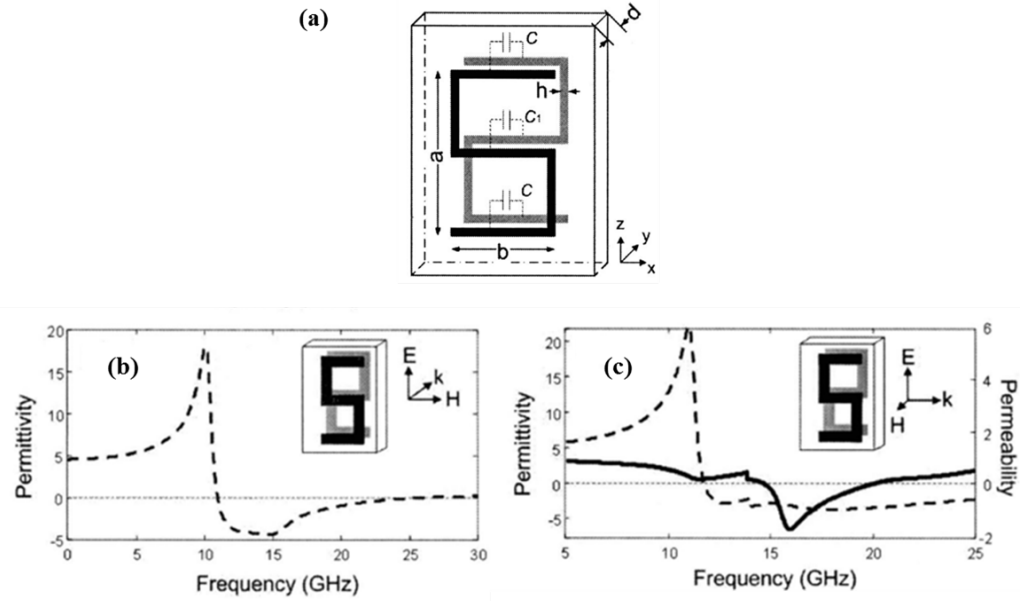 (a)
d
C
h
C1
a
C
b
z
y
x
20
15
10
5
0
-5
Permittivity
(b)
E
k
H
0
5
10
15
20
25
30
Frequency (GHz)
20
15
10
5
0
-5
Permittivity
(c)
E
k
H
6
4
2
0
-2
Permeability
5
10
15
20
25
Frequency (GHz)